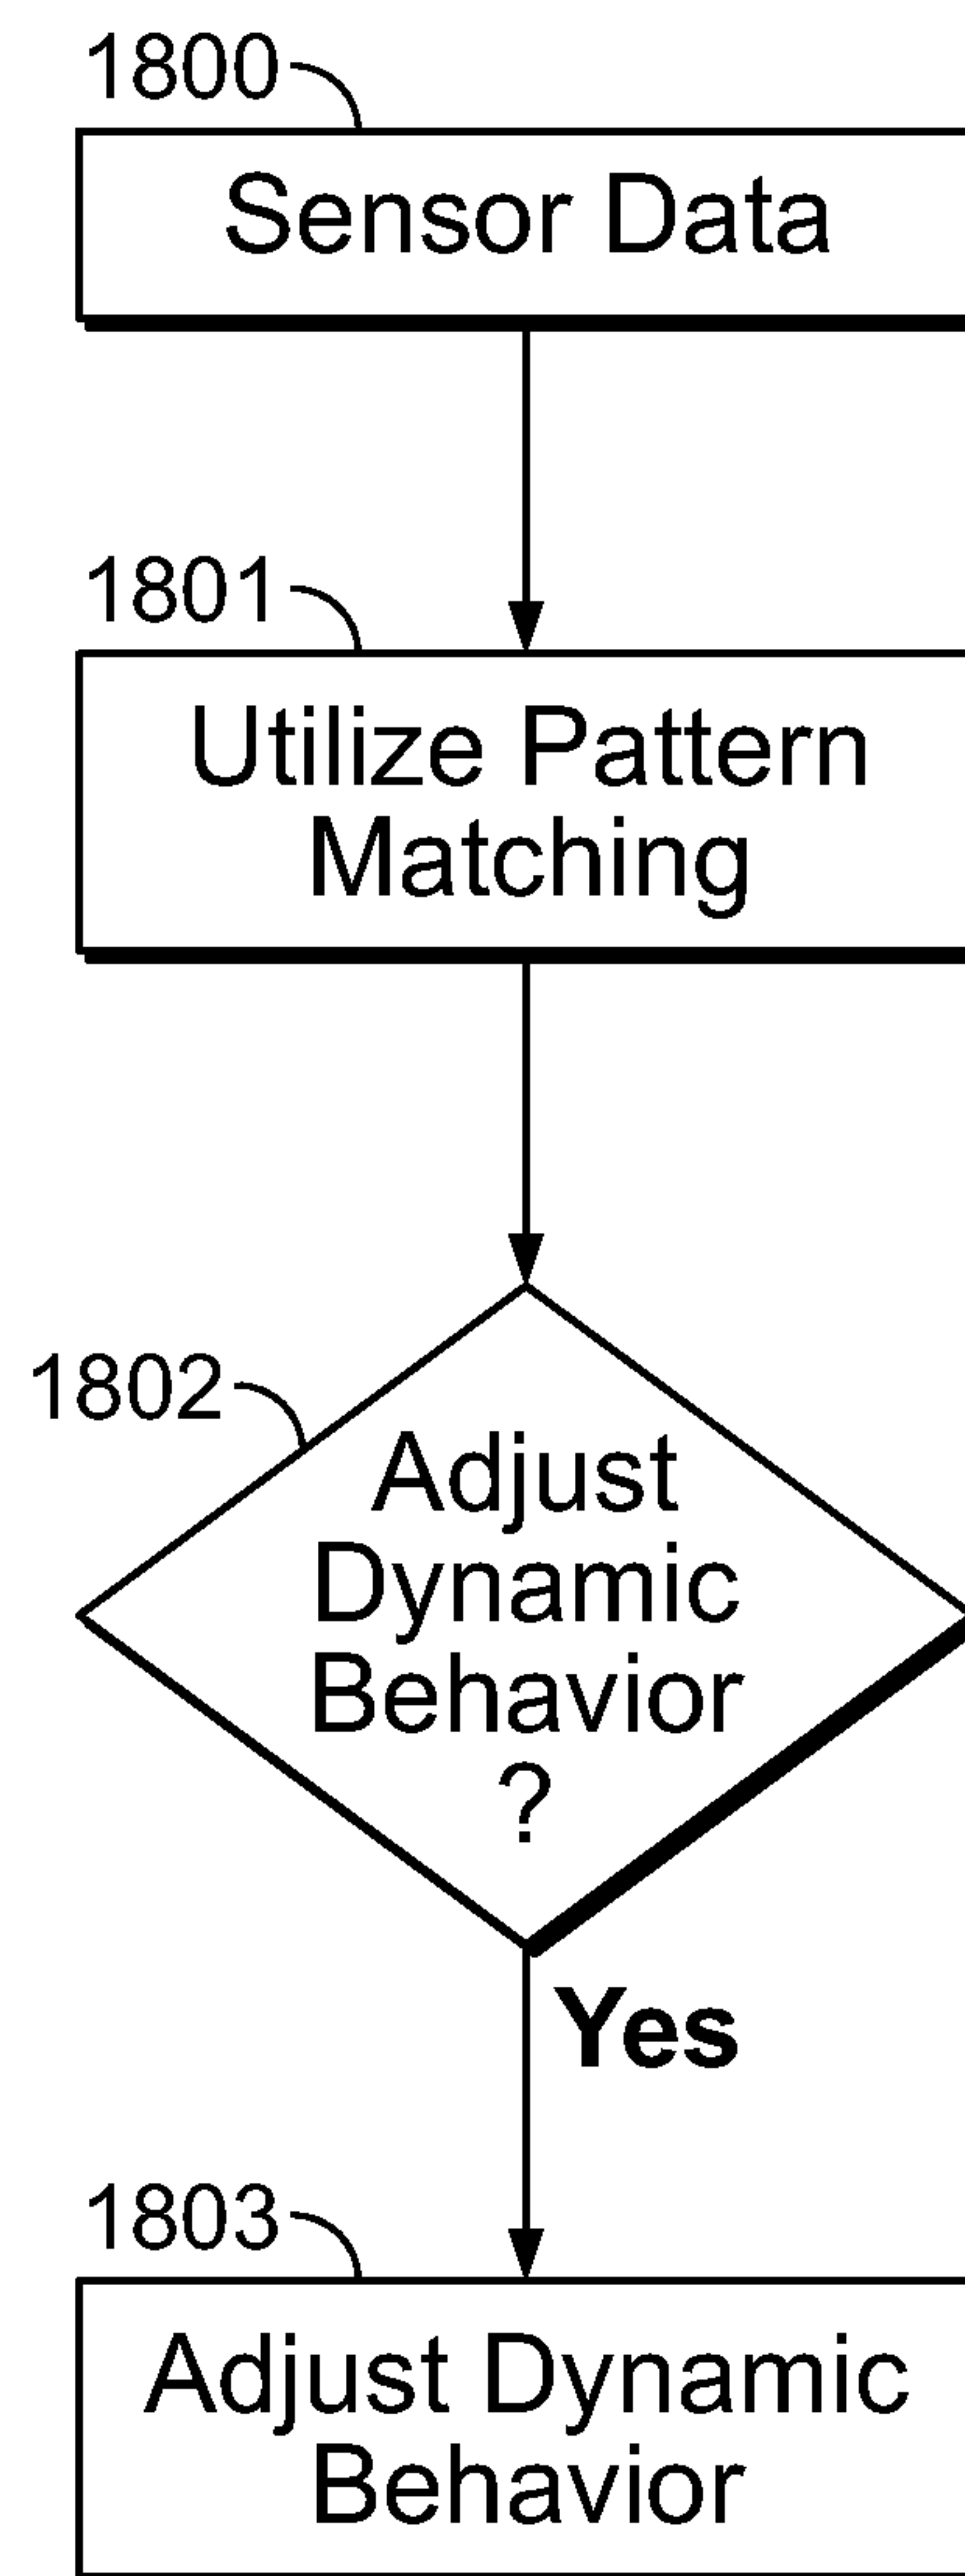 1800
Sensor Data
1801
Utilize Pattern
Matching
1802
Adjust
Dynamic
Behavior
?
Yes
1803
Adjust Dynamic
Behavior